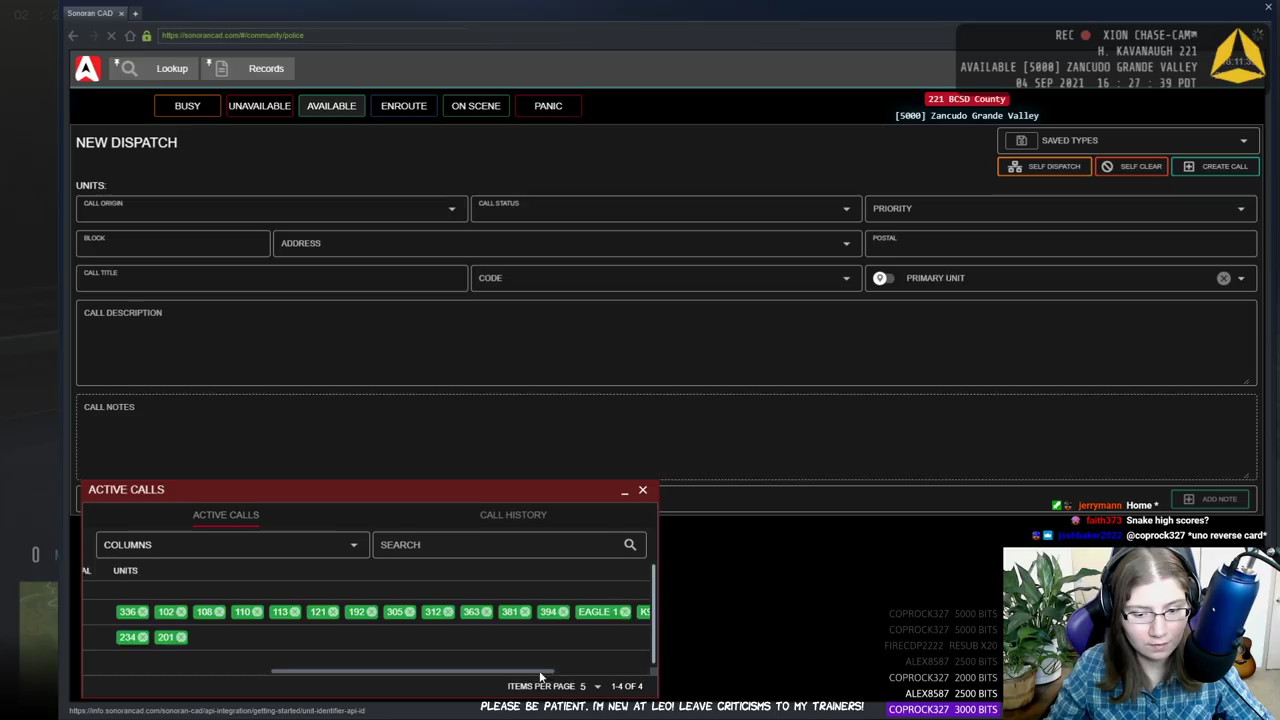 Sonoran CAD
https://sonorancad.com/#/community/police
REC XION CHASE-CAM™
H. KAVANAUGH 221
AVAILABLE [5000] ZANCUDO GRANDE VALLEY
04 SEP 2021 16 : 27 : 39 PDT
Lookup
Records
BUSY
UNAVAILABLE
AVAILABLE
ENROUTE
ON SCENE
PANIC
221 BCSD County
[5000] Zancudo Grande Valley
NEW DISPATCH
SAVED TYPES
SELF DISPATCH
SELF CLEAR
CREATE CALL
UNITS:
CALL ORIGIN
CALL STATUS
PRIORITY
BLOCK
ADDRESS
POSTAL
CALL TITLE
CODE
PRIMARY UNIT
CALL DESCRIPTION
CALL NOTES
ADD NOTE
ACTIVE CALLS
ACTIVE CALLS
CALL HISTORY
COLUMNS
SEARCH
AL UNITS
336 102 108 110 113 121 192 305 312 363 381 394 EAGLE 1
234 201
ITEMS PER PAGE 5 1-4 OF 4
jerrymann Home *
faith373 Snake high scores?
joshbaker2022 @coprock327 *uno reverse card*
COPROCK327 5000 BITS
COPROCK327 5000 BITS
FIRECDP2222 RESUB X20
ALEX8587 5000 BITS
COPROCK327 2000 BITS
ALEX8587 2000 BITS
COPROCK327 3000 BITS
PLEASE BE PATIENT. I'M NEW AT LEO! LEAVE CRITICISMS TO MY TRAINERS!
https://info.sonorancad.com/api-integration/getting-started/unit-identifier-api-id